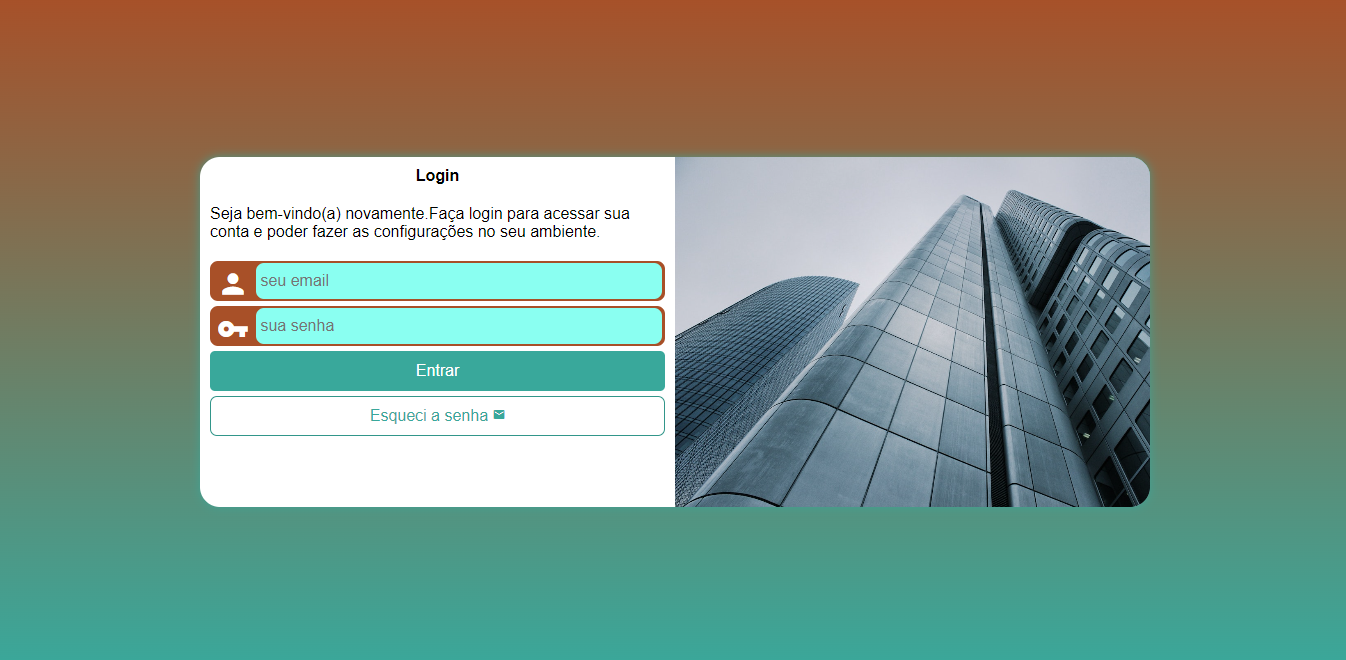 Login
Seja bem-vindo(a) novamente.Faça login para acessar sua
conta e poder fazer as configurações no seu ambiente.
seu email
sua senha
Entrar
Esqueci a senha